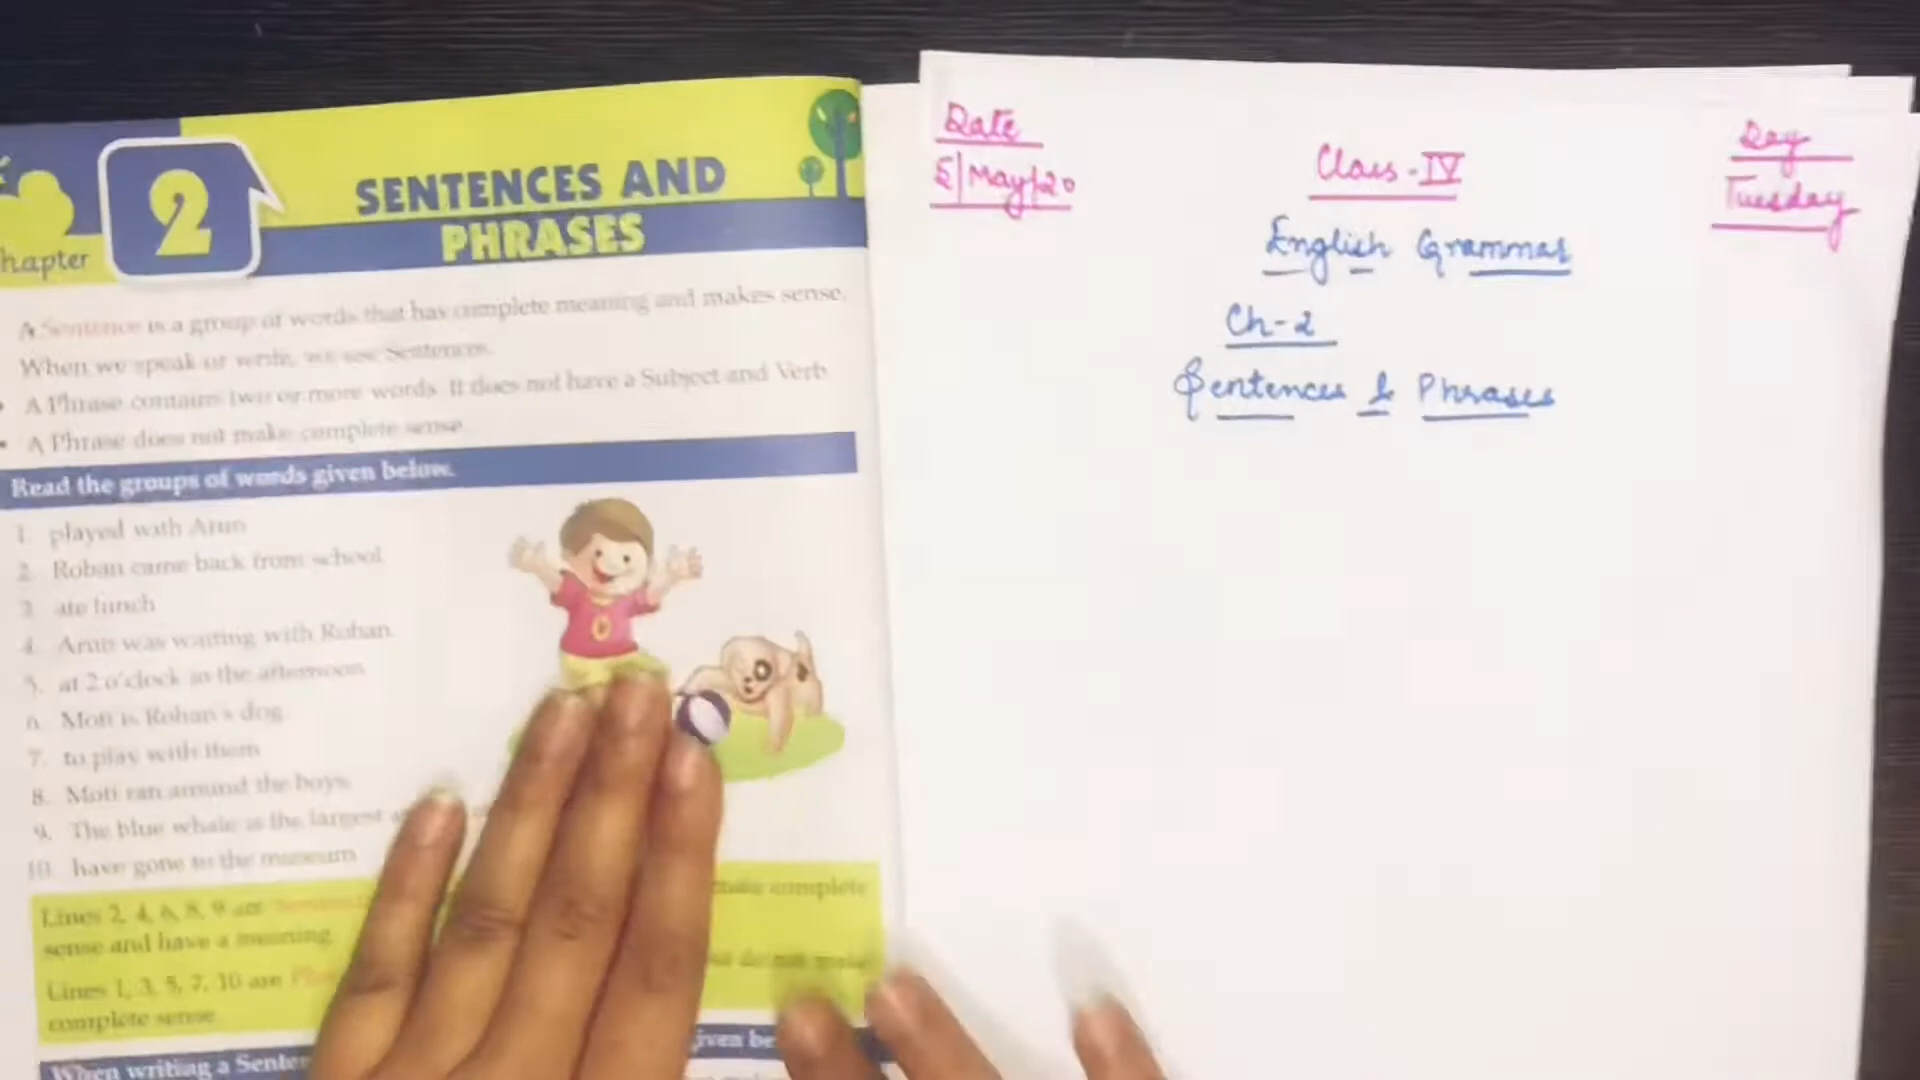 hapter
2
SENTENCES AND
PHRASES
A Sentence is a group of words that has complete meaning and makes sense.
When we speak or write, we use Sentences.
A Phrase contains two or more words. It does not have a Subject and Verb
A Phrase does not make complete sense
Read the groups of words given below.
1. played with Arun
2. Rohan came back from school
3. ate lunch
4. Arun was waiting with Rohan.
5. at 2 o'clock in the afternoon
6. Moti is Rohan's dog.
7. to play with them
8. Moti ran around the boys.
9. The blue whale is the largest
10. have gone to the museum
Lines 2, 4, 6, 8, 9 are
complete
sense and have a meaning.
Lines 1, 3, 5, 7, 10 are
do not make
complete sense.
When writing a Senten
given be
Date
5/May/20
Class-IV
Day
Tuesday
English Grammar
Ch-2
Sentences & Phrases